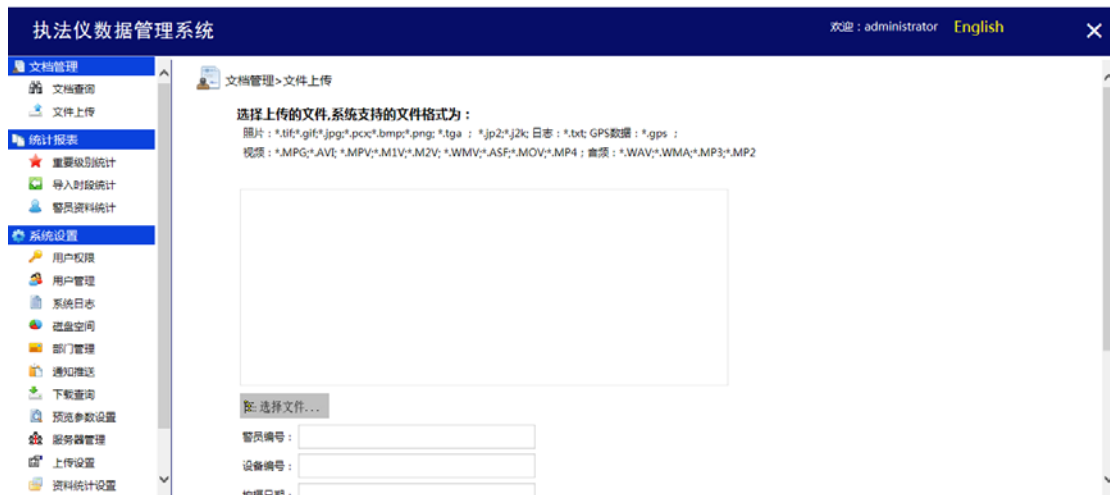 执法仪数据管理系统
欢迎：administrator English
文档管理
文档查询
文件上传
统计报表
重要级别统计
导入时段统计
警员资料统计
系统设置
用户权限
用户管理
系统日志
磁盘空间
部门管理
通知推送
下载查询
预览参数设置
服务器管理
上传设置
资料统计设置
文档管理>文件上传
选择上传的文件,系统支持的文件格式为：
照片：*.tif;*.gif;*.jpg;*.pcx;*.bmp;*.png; *.tga ； *.jp2;*.j2k; 日志：*.txt; GPS数据：*.gps ；
视频：*.MPG;*.AVI; *.MPV;*.M1V;*.M2V; *.WMV;*.ASF;*.MOV;*.MP4；音频：*.WAV;*.WMA;*.MP3;*.MP2
选择文件...
警员编号：
设备编号：
拍摄日期：